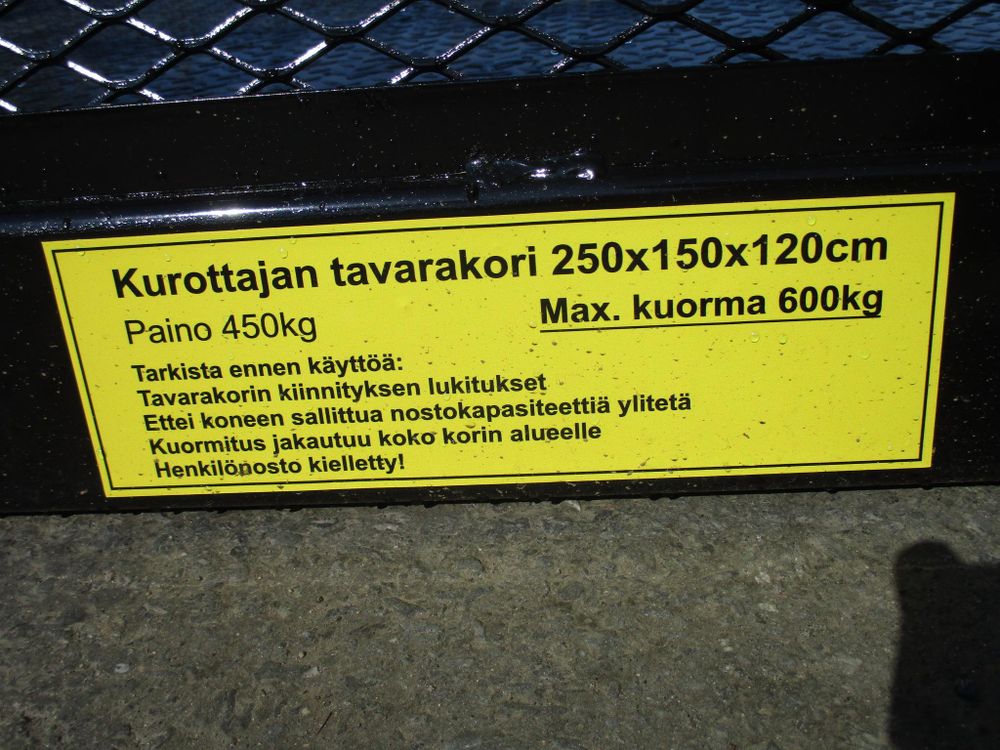 Kurottajan tavarakori 250x150x120cm
Paino 450kg
Max. kuorma 600kg
Tarkista ennen käyttöä:
Tavarakorin kiinnityksen lukitukset
Ettei koneen sallittua nostokapasiteettiä ylitetä
Kuormitus jakautuu koko korin alueelle
Henkilönosto kielletty!